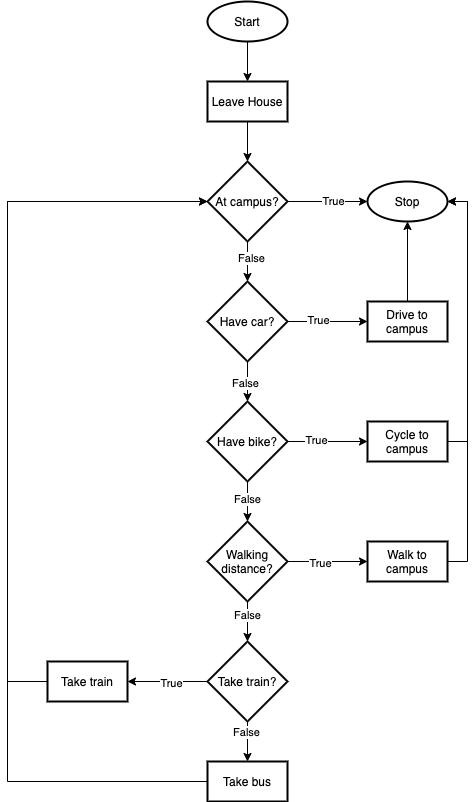 Start
Leave House
At campus?
True
Stop
False
Have car?
True
Drive to
campus
False
Have bike?
True
Cycle to
campus
False
Walking
distance?
True
Walk to
campus
False
Take train
True
Take train?
False
Take bus